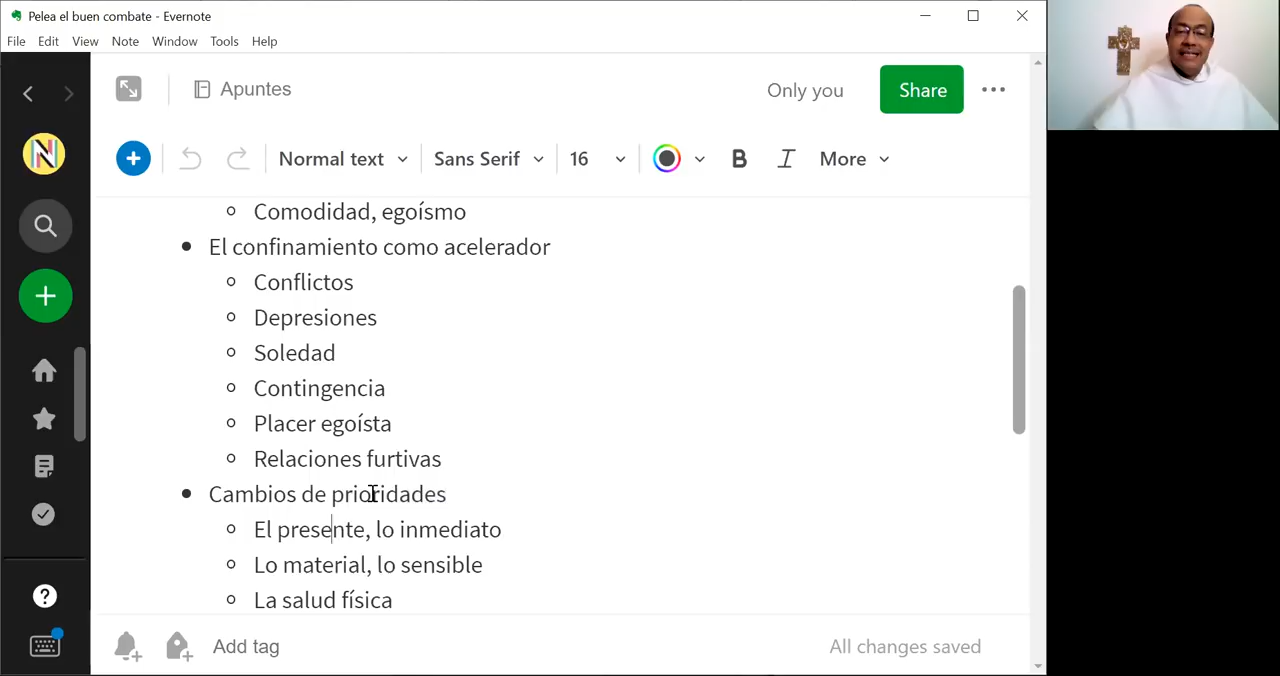 Pelea el buen combate - Evernote
File Edit View Note Window Tools Help
Apuntes
Only you
Share
Normal text
Sans Serif
16
B
I
More
N
Comodidad, egoísmo
El confinamiento como acelerador
Conflictos
Depresiones
Soledad
Contingencia
Placer egoísta
Relaciones furtivas
Cambios de prioridades
El presente, lo inmediato
Lo material, lo sensible
La salud física
Add tag
All changes saved